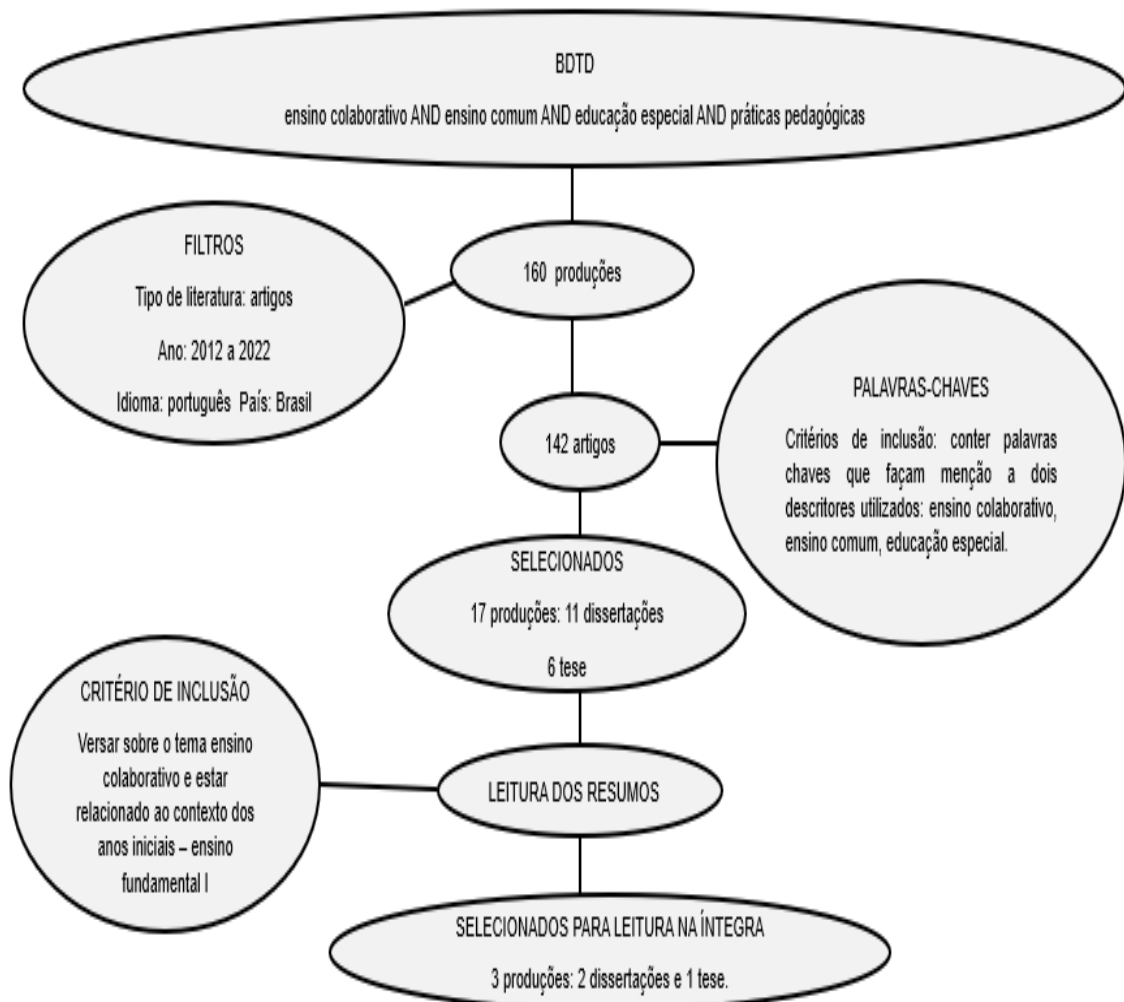 BDTD
ensino colaborativo AND ensino comum AND educação especial AND práticas pedagógicas
FILTROS
Tipo de literatura: artigos
Ano: 2012 a 2022
Idioma: português País: Brasil
160 produções
142 artigos
PALAVRAS-CHAVES
Critérios de inclusão: conter palavras
chaves que façam menção a dois
descritores utilizados: ensino colaborativo,
ensino comum, educação especial.
SELECIONADOS
17 produções: 11 dissertações
6 tese
CRITÉRIO DE INCLUSÃO
Versar sobre o tema ensino
colaborativo e estar
relacionado ao contexto dos
anos iniciais – ensino
fundamental I
LEITURA DOS RESUMOS
SELECIONADOS PARA LEITURA NA ÍNTEGRA
3 produções: 2 dissertações e 1 tese.